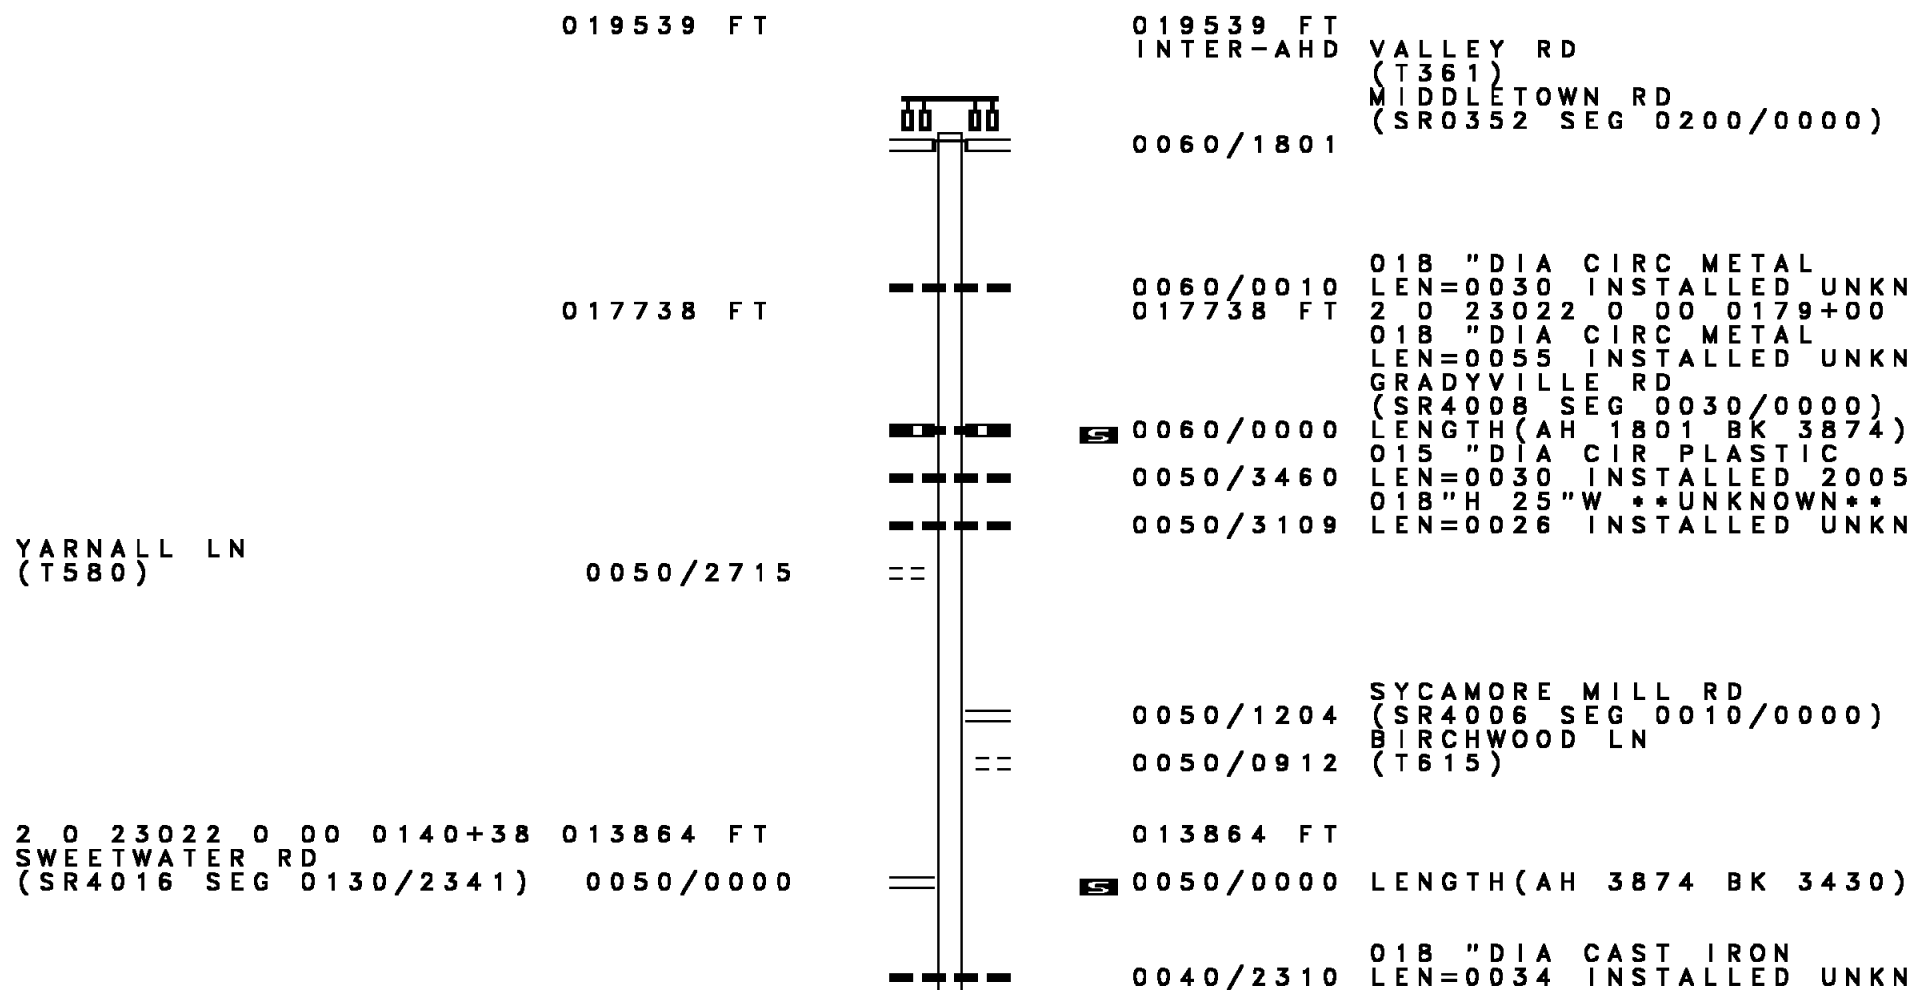 019539 FT 019539 FT
INTER-AHD VALLEY RD
(T361)
MIDDLETOWN RD
(SR0352 SEG 0200/0000)
0060/1801
018 "DIA CIRC METAL
0060/0010 LEN=0030 INSTALLED UNKN
017738 FT 017738 FT 2 0 23022 0 00 0179+00
018 "DIA CIRC METAL
LEN=0055 INSTALLED UNKN
GRADYVILLE RD
(SR4008 SEG 0030/0000)
S 0060/0000 LENGTH(AH 1801 BK 3874)
015 "DIA CIR PLASTIC
0050/3460 LEN=0030 INSTALLED 2005
018"H 25"W **UNKNOWN**
0050/3109 LEN=0026 INSTALLED UNKN
YARNALL LN
(T580) 0050/2715
SYCAMORE MILL RD
0050/1204 (SR4006 SEG 0010/0000)
BIRCHWOOD LN
0050/0912 (T615)
2 0 23022 0 00 0140+38 013864 FT 013864 FT
SWEETWATER RD
(SR4016 SEG 0130/2341) 0050/0000 S 0050/0000 LENGTH(AH 3874 BK 3430)
018 "DIA CAST IRON
0040/2310 LEN=0034 INSTALLED UNKN